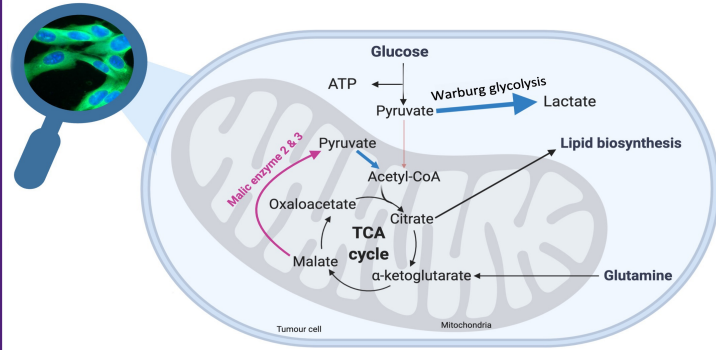 Glucose
ATP
Warburg glycolysis
Pyruvate
Lactate
Pyruvate
Lipid biosynthesis
Malic enzyme 2 & 3
Acetyl-CoA
Oxaloacetate
Citrate
TCA
cycle
Malate
α-ketoglutarate
Glutamine
Tumour cell
Mitochondria